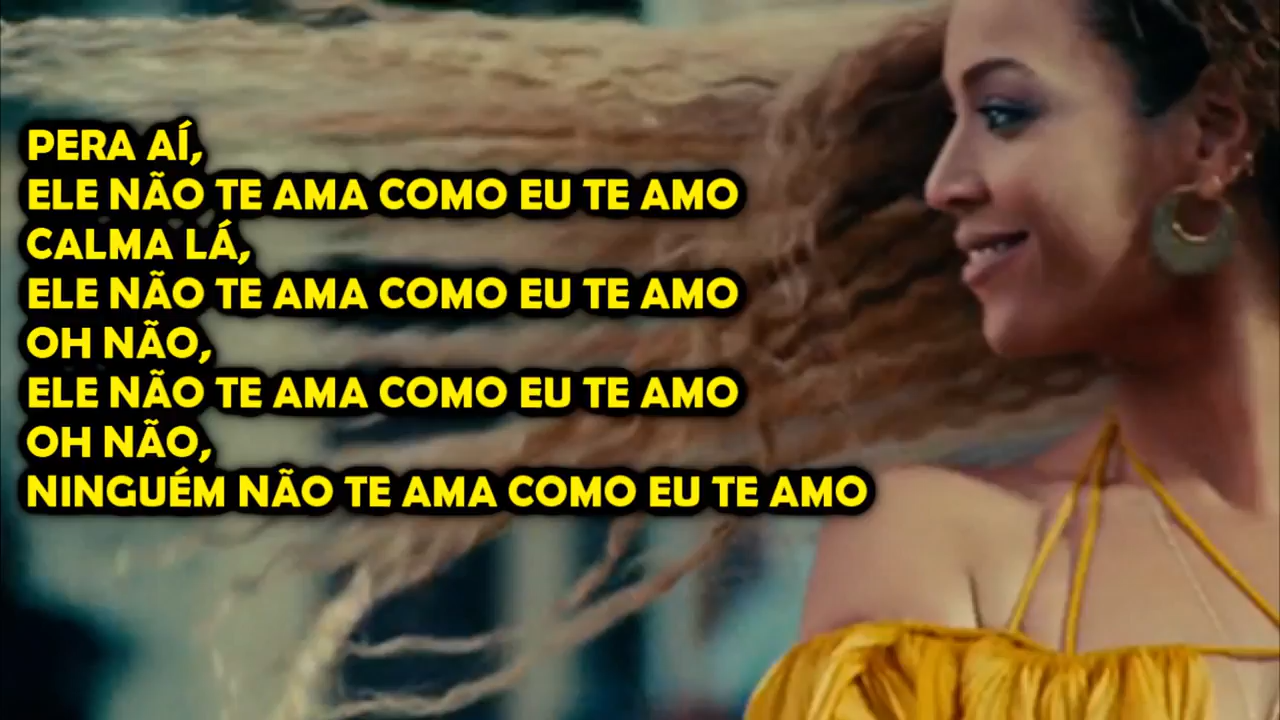 PERA AÍ,
ELE NÃO TE AMA COMO EU TE AMO
CALMA LÁ,
ELE NÃO TE AMA COMO EU TE AMO
OH NÃO,
ELE NÃO TE AMA COMO EU TE AMO
OH NÃO,
NINGUÉM NÃO TE AMA COMO EU TE AMO